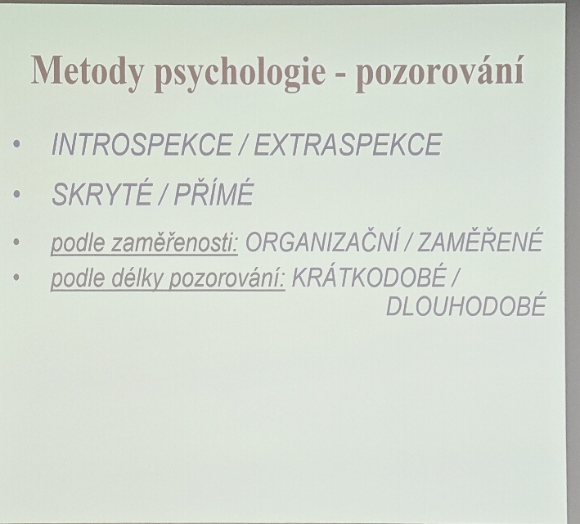 Metody psychologie - pozorování
• INTROSPEKCE / EXTRASPEKCE
• SKRYTÉ / PŘÍMÉ
• podle zaměřenosti: ORGANIZAČNÍ / ZAMĚŘENÉ
• podle délky pozorování: KRÁTKODOBÉ /
DLOUHODOBÉ